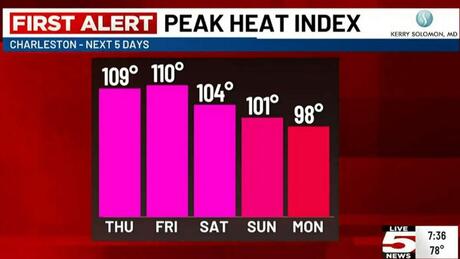 FIRST ALERT PEAK HEAT INDEX
KERRY SOLOMON, MD
CHARLESTON - NEXT 5 DAYS
109° 110° 104° 101° 98°
THU FRI SAT SUN MON
LIVE
5
NEWS
7:36
78°